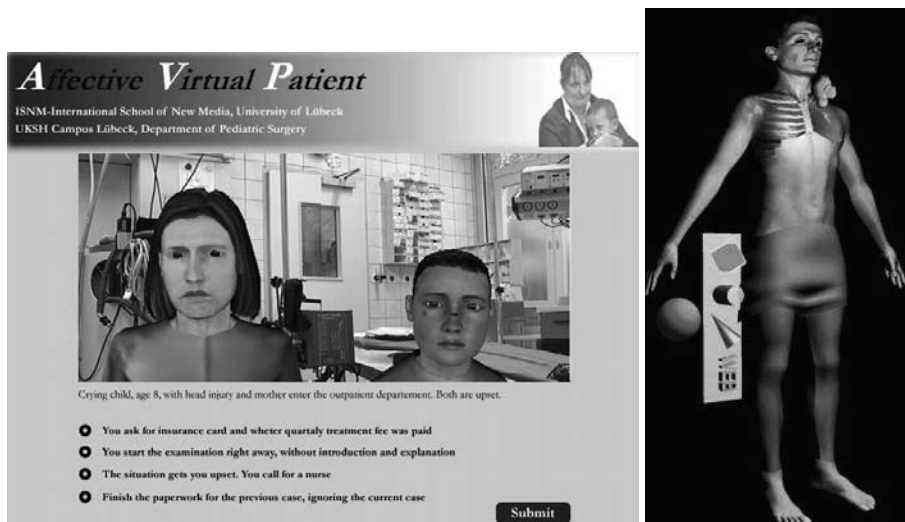 Affective Virtual Patient
ISNM-International School of New Media, University of Lübeck
UKSH Campus Lübeck, Department of Pediatric Surgery
Crying child, age 8, with head injury and mother enter the outpatient departement. Both are upset.
You ask for insurance card and wheter quartaly treatment fee was paid
You start the examination right away, without introduction and explanation
The situation gets you upset. You call for a nurse
Finish the paperwork for the previous case, ignoring the current case
Submit